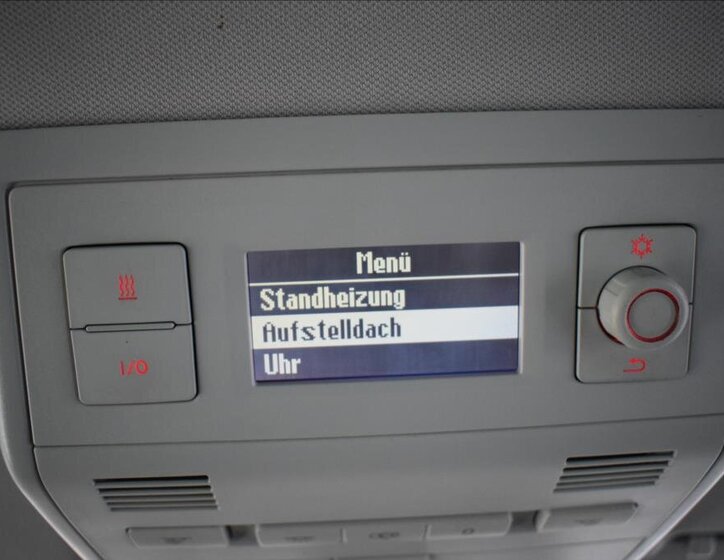 Menü
Standheizung
Aufstelldach
Uhr
I/O